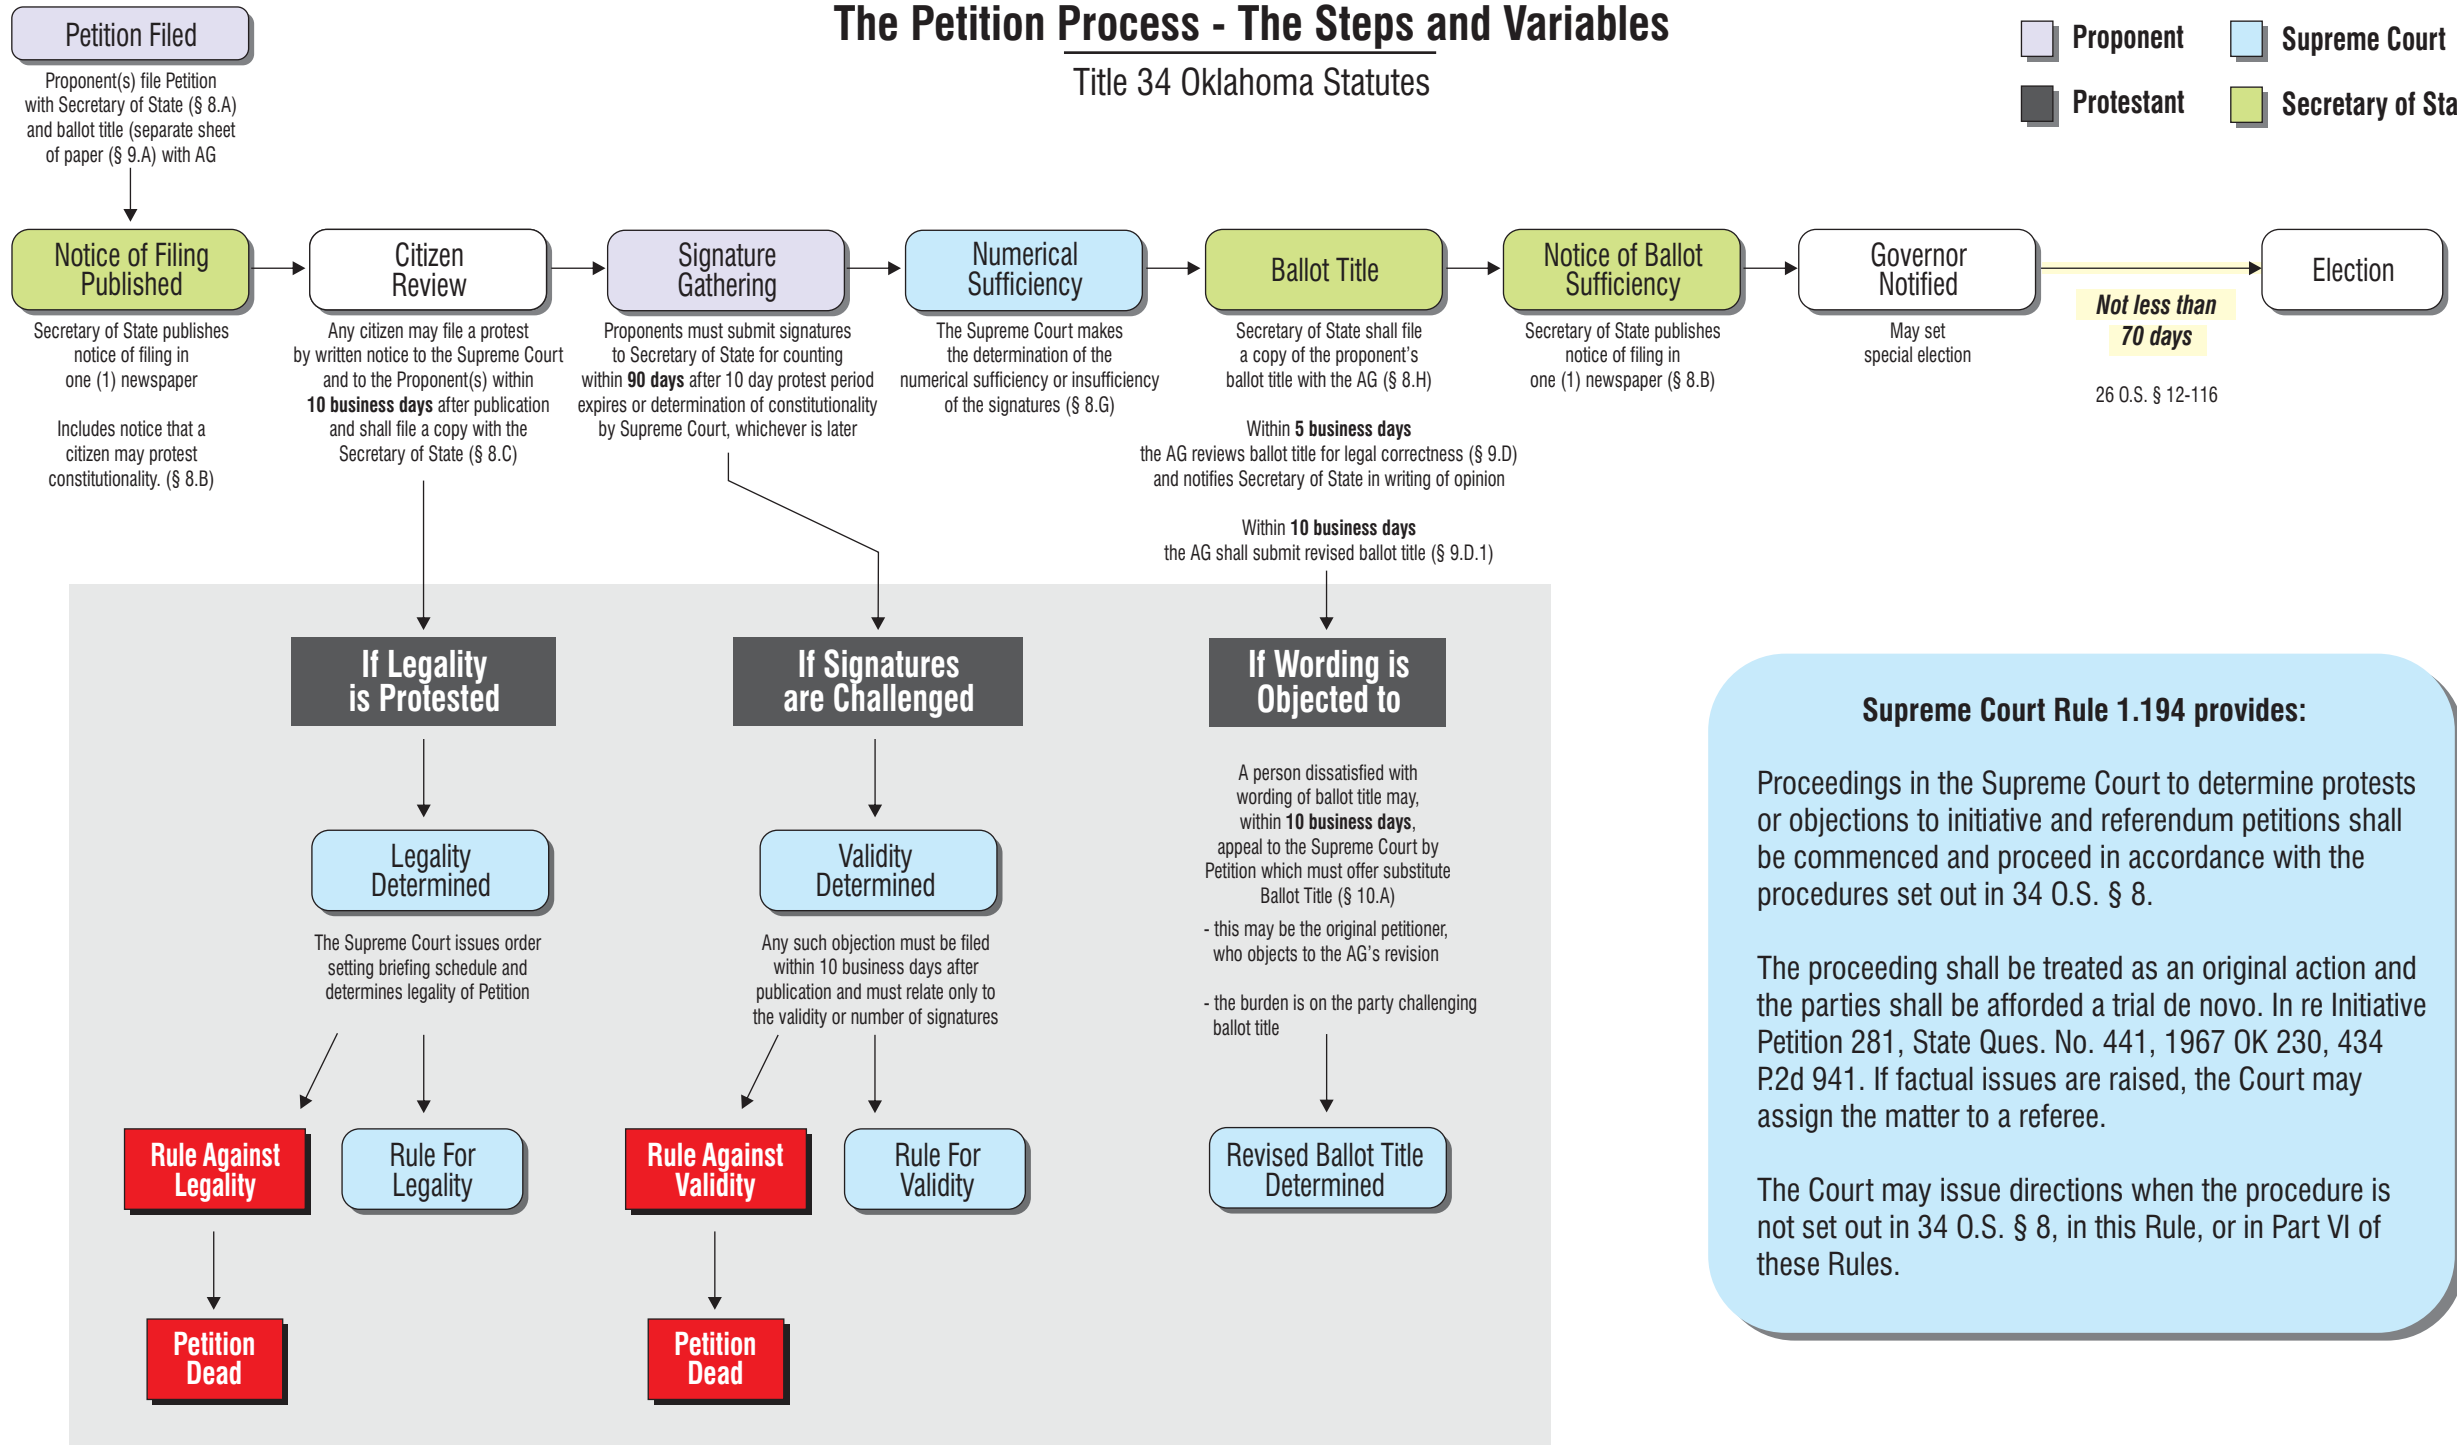 The Petition Process - The Steps and Variables
Title 34 Oklahoma Statutes
Proponent
Supreme Court
Protestant
Secretary of Sta
Petition Filed
Proponent(s) file Petition
with Secretary of State (§ 8.A)
and ballot title (separate sheet
of paper (§ 9.A) with AG
Notice of Filing
Published
Secretary of State publishes
notice of filing in
one (1) newspaper
Includes notice that a
citizen may protest
constitutionality. (§ 8.B)
Citizen
Review
Any citizen may file a protest
by written notice to the Supreme Court
and to the Proponent(s) within
10 business days after publication
and shall file a copy with the
Secretary of State (§ 8.C)
Signature
Gathering
Proponents must submit signatures
to Secretary of State for counting
within 90 days after 10 day protest period
expires or determination of constitutionality
by Supreme Court, whichever is later
Numerical
Sufficiency
The Supreme Court makes
the determination of the
numerical sufficiency or insufficiency
of the signatures (§ 8.G)
Ballot Title
Secretary of State shall file
a copy of the proponent's
ballot title with the AG (§ 8.H)
Within 5 business days
the AG reviews ballot title for legal correctness (§ 9.D)
and notifies Secretary of State in writing of opinion
Within 10 business days
the AG shall submit revised ballot title (§ 9.D.1)
Notice of Ballot
Sufficiency
Secretary of State publishes
notice of filing in
one (1) newspaper (§ 8.B)
Governor
Notified
May set
special election
Not less than
70 days
26 O.S. § 12-116
Election
If Legality
is Protested
Legality
Determined
The Supreme Court issues order
setting briefing schedule and
determines legality of Petition
Rule Against
Legality
Rule For
Legality
Petition
Dead
If Signatures
are Challenged
Validity
Determined
Any such objection must be filed
within 10 business days after
publication and must relate only to
the validity or number of signatures
Rule Against
Validity
Rule For
Validity
Petition
Dead
If Wording is
Objected to
A person dissatisfied with
wording of ballot title may,
within 10 business days,
appeal to the Supreme Court by
Petition which must offer substitute
Ballot Title (§ 10.A)
- this may be the original petitioner,
who objects to the AG's revision
- the burden is on the party challenging
ballot title
Revised Ballot Title
Determined
Supreme Court Rule 1.194 provides:
Proceedings in the Supreme Court to determine protests
or objections to initiative and referendum petitions shall
be commenced and proceed in accordance with the
procedures set out in 34 O.S. § 8.
The proceeding shall be treated as an original action and
the parties shall be afforded a trial de novo. In re Initiative
Petition 281, State Ques. No. 441, 1967 OK 230, 434
P.2d 941. If factual issues are raised, the Court may
assign the matter to a referee.
The Court may issue directions when the procedure is
not set out in 34 O.S. § 8, in this Rule, or in Part VI of
these Rules.